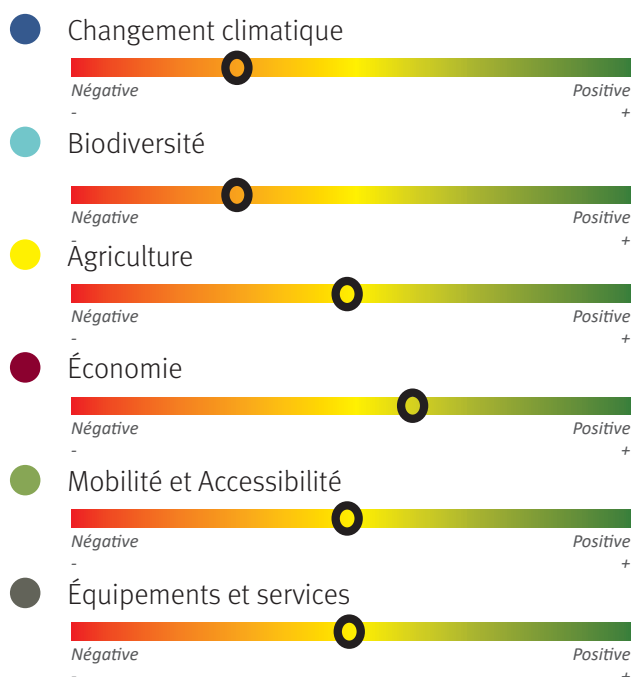 Changement climatique
Négative Positive
- +
Biodiversité
Négative Positive
- +
Agriculture
Négative Positive
- +
Économie
Négative Positive
- +
Mobilité et Accessibilité
Négative Positive
- +
Équipements et services
Négative Positive
- +